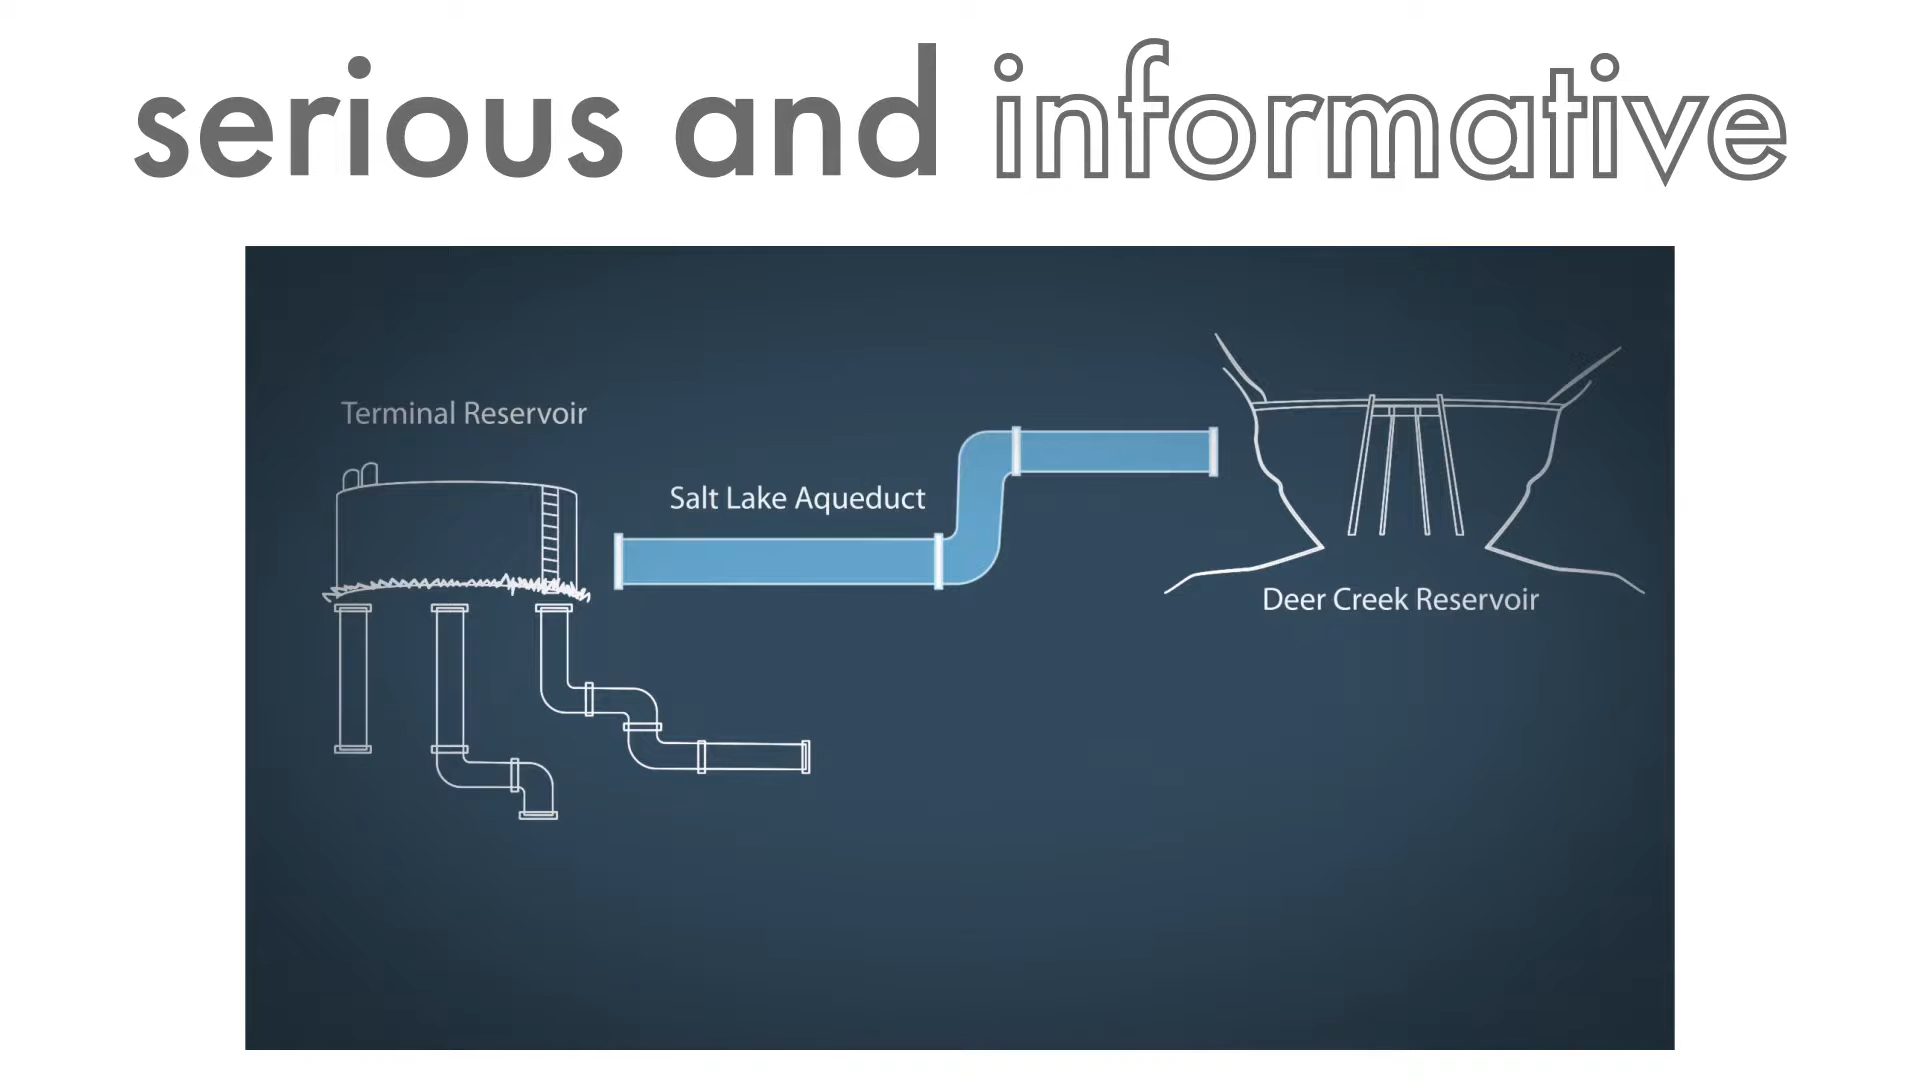 serious and informative
Terminal Reservoir
Salt Lake Aqueduct
Deer Creek Reservoir